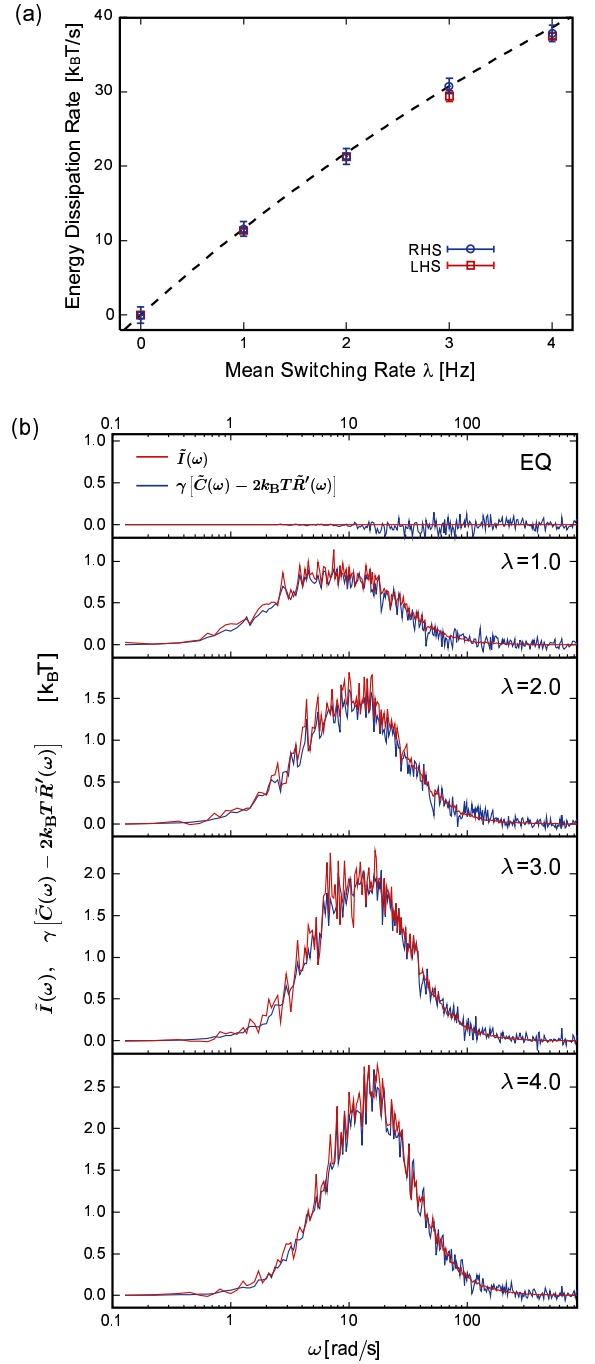 (a)
Energy Dissipation Rate [kBT/s]
40
30
20
10
0
RHS
LHS
0 1 2 3 4
Mean Switching Rate λ [Hz]
(b)
0.1 1 10 100
1.0
0.0
Ĩ(ω)
γ[C̃(ω) − 2kBTR̃′(ω)]
EQ
1.0
0.5
0.0
λ=1.0
1.5
1.0
0.5
0.0
λ=2.0
2.0
1.5
1.0
0.5
0.0
λ=3.0
2.5
2.0
1.5
1.0
0.5
0.0
λ=4.0
Ĩ(ω), γ[C̃(ω) − 2kBTR̃′(ω)] [kBT]
0.1 1 10 100
ω[rad/s]